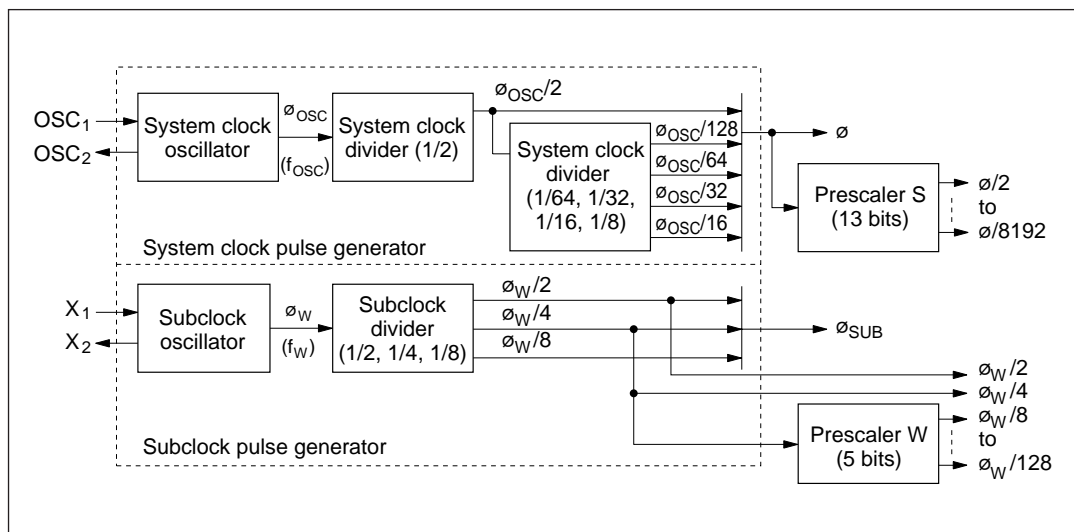 OSC1
OSC2
System clock
oscillator
øOSC
(fOSC)
System clock
divider (1/2)
øOSC/2
System clock
divider
(1/64, 1/32,
1/16, 1/8)
øOSC/128
øOSC/64
øOSC/32
øOSC/16
ø
Prescaler S
(13 bits)
ø/2
to
ø/8192
System clock pulse generator
X1
X2
Subclock
oscillator
øW
(fW)
Subclock
divider
(1/2, 1/4, 1/8)
øW/2
øW/4
øW/8
øSUB
øW/2
øW/4
Prescaler W
(5 bits)
øW/8
to
øW/128
Subclock pulse generator